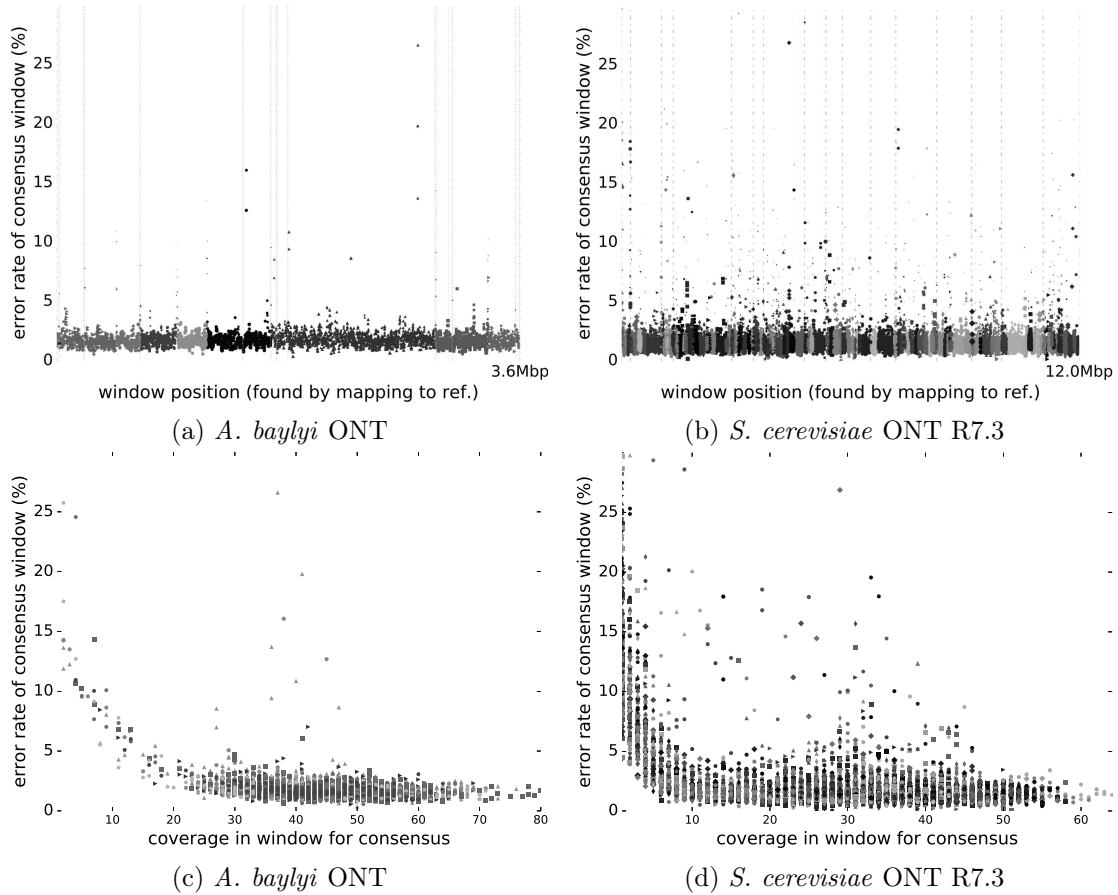 error rate of consensus window (%)
25
20
15
10
5
0
3.6Mbp
window position (found by mapping to ref.)
(a) A. baylyi ONT
error rate of consensus window (%)
25
20
15
10
5
0
12.0Mbp
window position (found by mapping to ref.)
(b) S. cerevisiae ONT R7.3
error rate of consensus window (%)
25
20
15
10
5
0
10 20 30 40 50 60 70 80
coverage in window for consensus
(c) A. baylyi ONT
error rate of consensus window (%)
25
20
15
10
5
0
10 20 30 40 50 60
coverage in window for consensus
(d) S. cerevisiae ONT R7.3